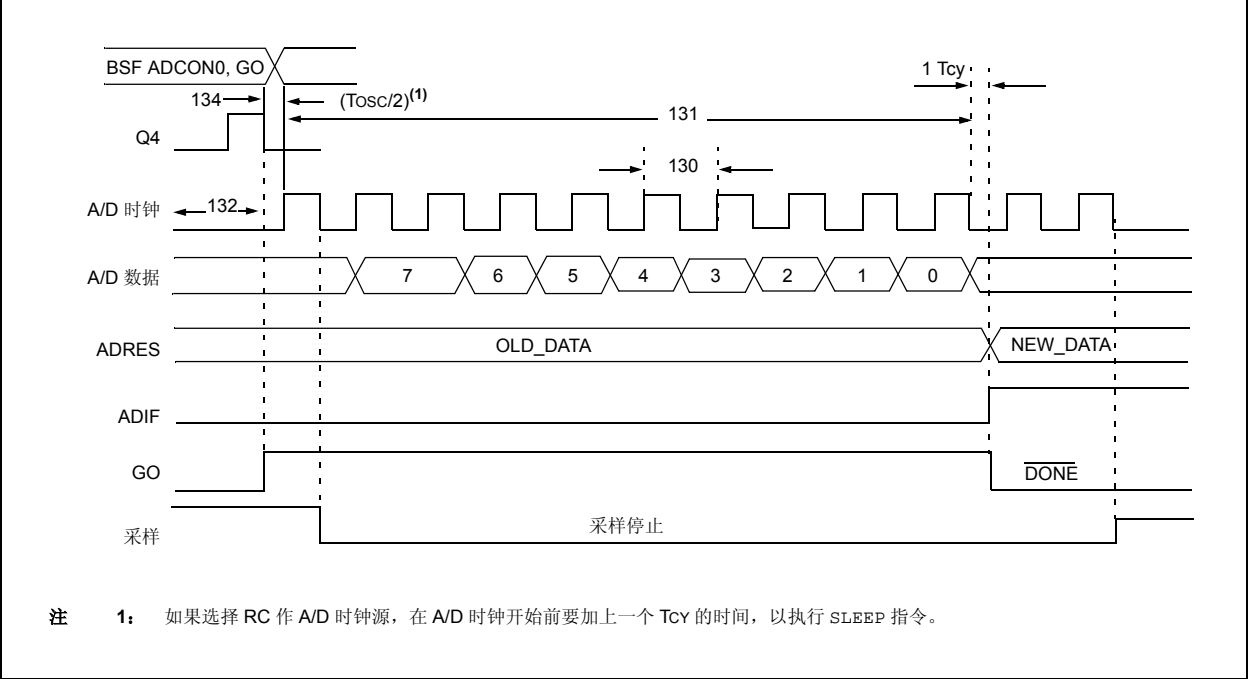 BSF ADCON0, GO
134
(TOSC/2)(1)
1 Tcy
131
Q4
130
A/D 时钟
132
A/D 数据
7 6 5 4 3 2 1 0
ADRES
OLD_DATA
NEW_DATA
ADIF
GO
DONE
采样
采样停止
注 1： 如果选择 RC 作 A/D 时钟源，在 A/D 时钟开始前要加上一个 TCY 的时间，以执行 SLEEP 指令。